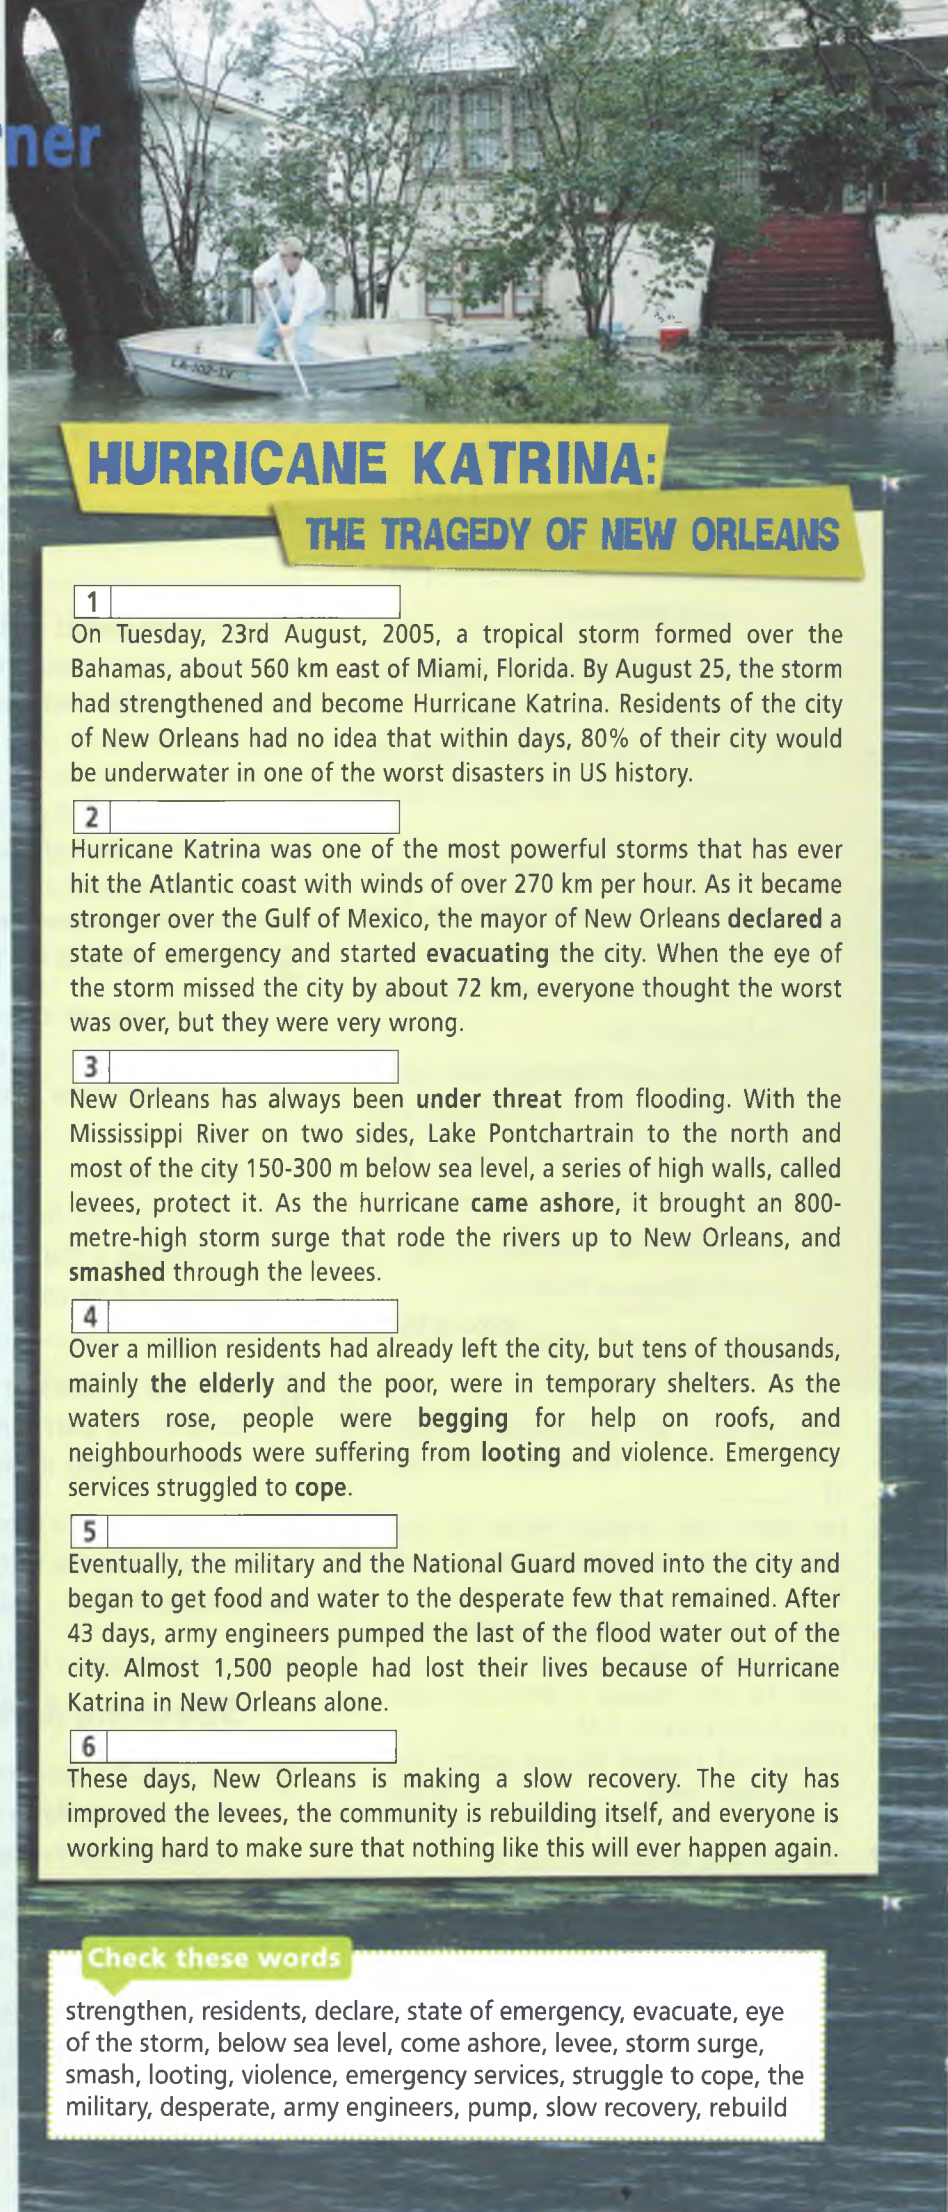 ner
LA-102-LV
HURRICANE KATRINA:
THE TRAGEDY OF NEW ORLEANS
1
On Tuesday, 23rd August, 2005, a tropical storm formed over the
Bahamas, about 560 km east of Miami, Florida. By August 25, the storm
had strengthened and become Hurricane Katrina. Residents of the city
of New Orleans had no idea that within days, 80% of their city would
be underwater in one of the worst disasters in US history.
2
Hurricane Katrina was one of the most powerful storms that has ever
hit the Atlantic coast with winds of over 270 km per hour. As it became
stronger over the Gulf of Mexico, the mayor of New Orleans declared a
state of emergency and started evacuating the city. When the eye of
the storm missed the city by about 72 km, everyone thought the worst
was over, but they were very wrong.
3
New Orleans has always been under threat from flooding. With the
Mississippi River on two sides, Lake Pontchartrain to the north and
most of the city 150-300 m below sea level, a series of high walls, called
levees, protect it. As the hurricane came ashore, it brought an 800-
metre-high storm surge that rode the rivers up to New Orleans, and
smashed through the levees.
4
Over a million residents had already left the city, but tens of thousands,
mainly the elderly and the poor, were in temporary shelters. As the
waters rose, people were begging for help on roofs, and
neighbourhoods were suffering from looting and violence. Emergency
services struggled to cope.
5
Eventually, the military and the National Guard moved into the city and
began to get food and water to the desperate few that remained. After
43 days, army engineers pumped the last of the flood water out of the
city. Almost 1,500 people had lost their lives because of Hurricane
Katrina in New Orleans alone.
6
These days, New Orleans is making a slow recovery. The city has
improved the levees, the community is rebuilding itself, and everyone is
working hard to make sure that nothing like this will ever happen again.
Check these words
strengthen, residents, declare, state of emergency, evacuate, eye
of the storm, below sea level, come ashore, levee, storm surge,
smash, looting, violence, emergency services, struggle to cope, the
military, desperate, army engineers, pump, slow recovery, rebuild